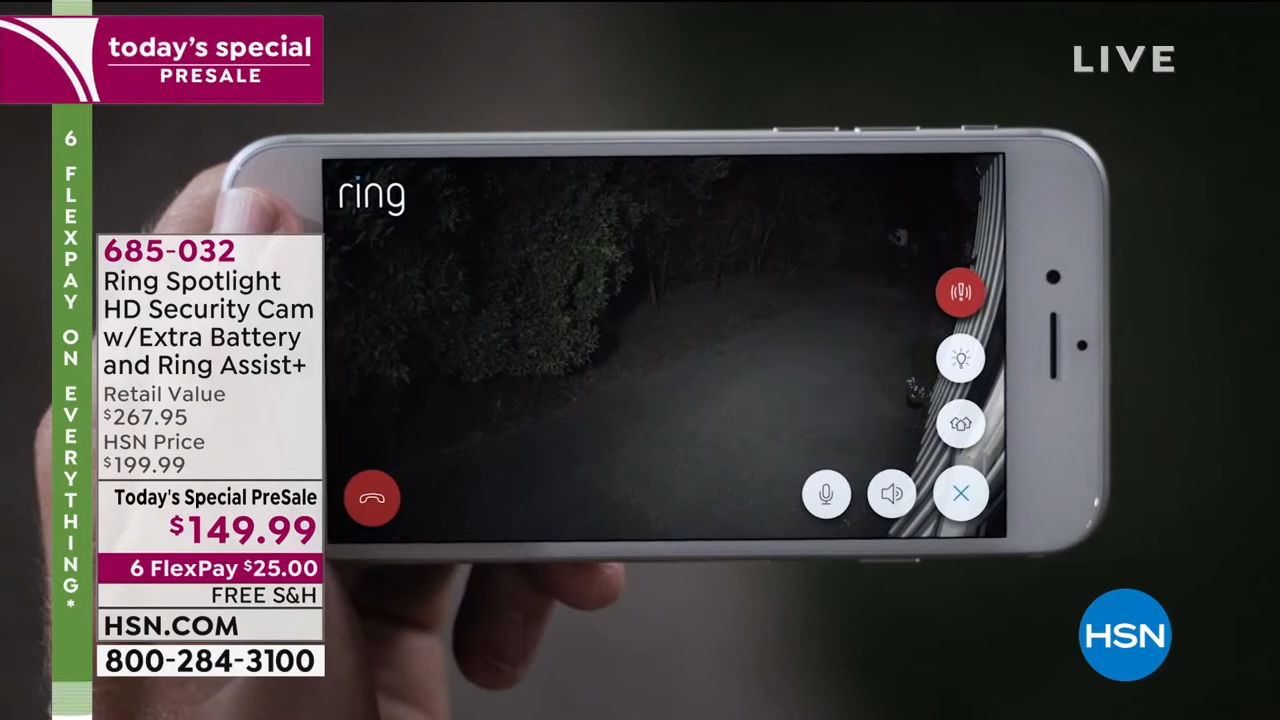 today's special
PRESALE
LIVE
6 FLEXPAY ON EVERYTHING*
ring
685-032
Ring Spotlight
HD Security Cam
w/Extra Battery
and Ring Assist+
Retail Value
$267.95
HSN Price
$199.99
Today's Special PreSale
$149.99
6 FlexPay $25.00
FREE S&H
HSN.COM
800-284-3100
HSN